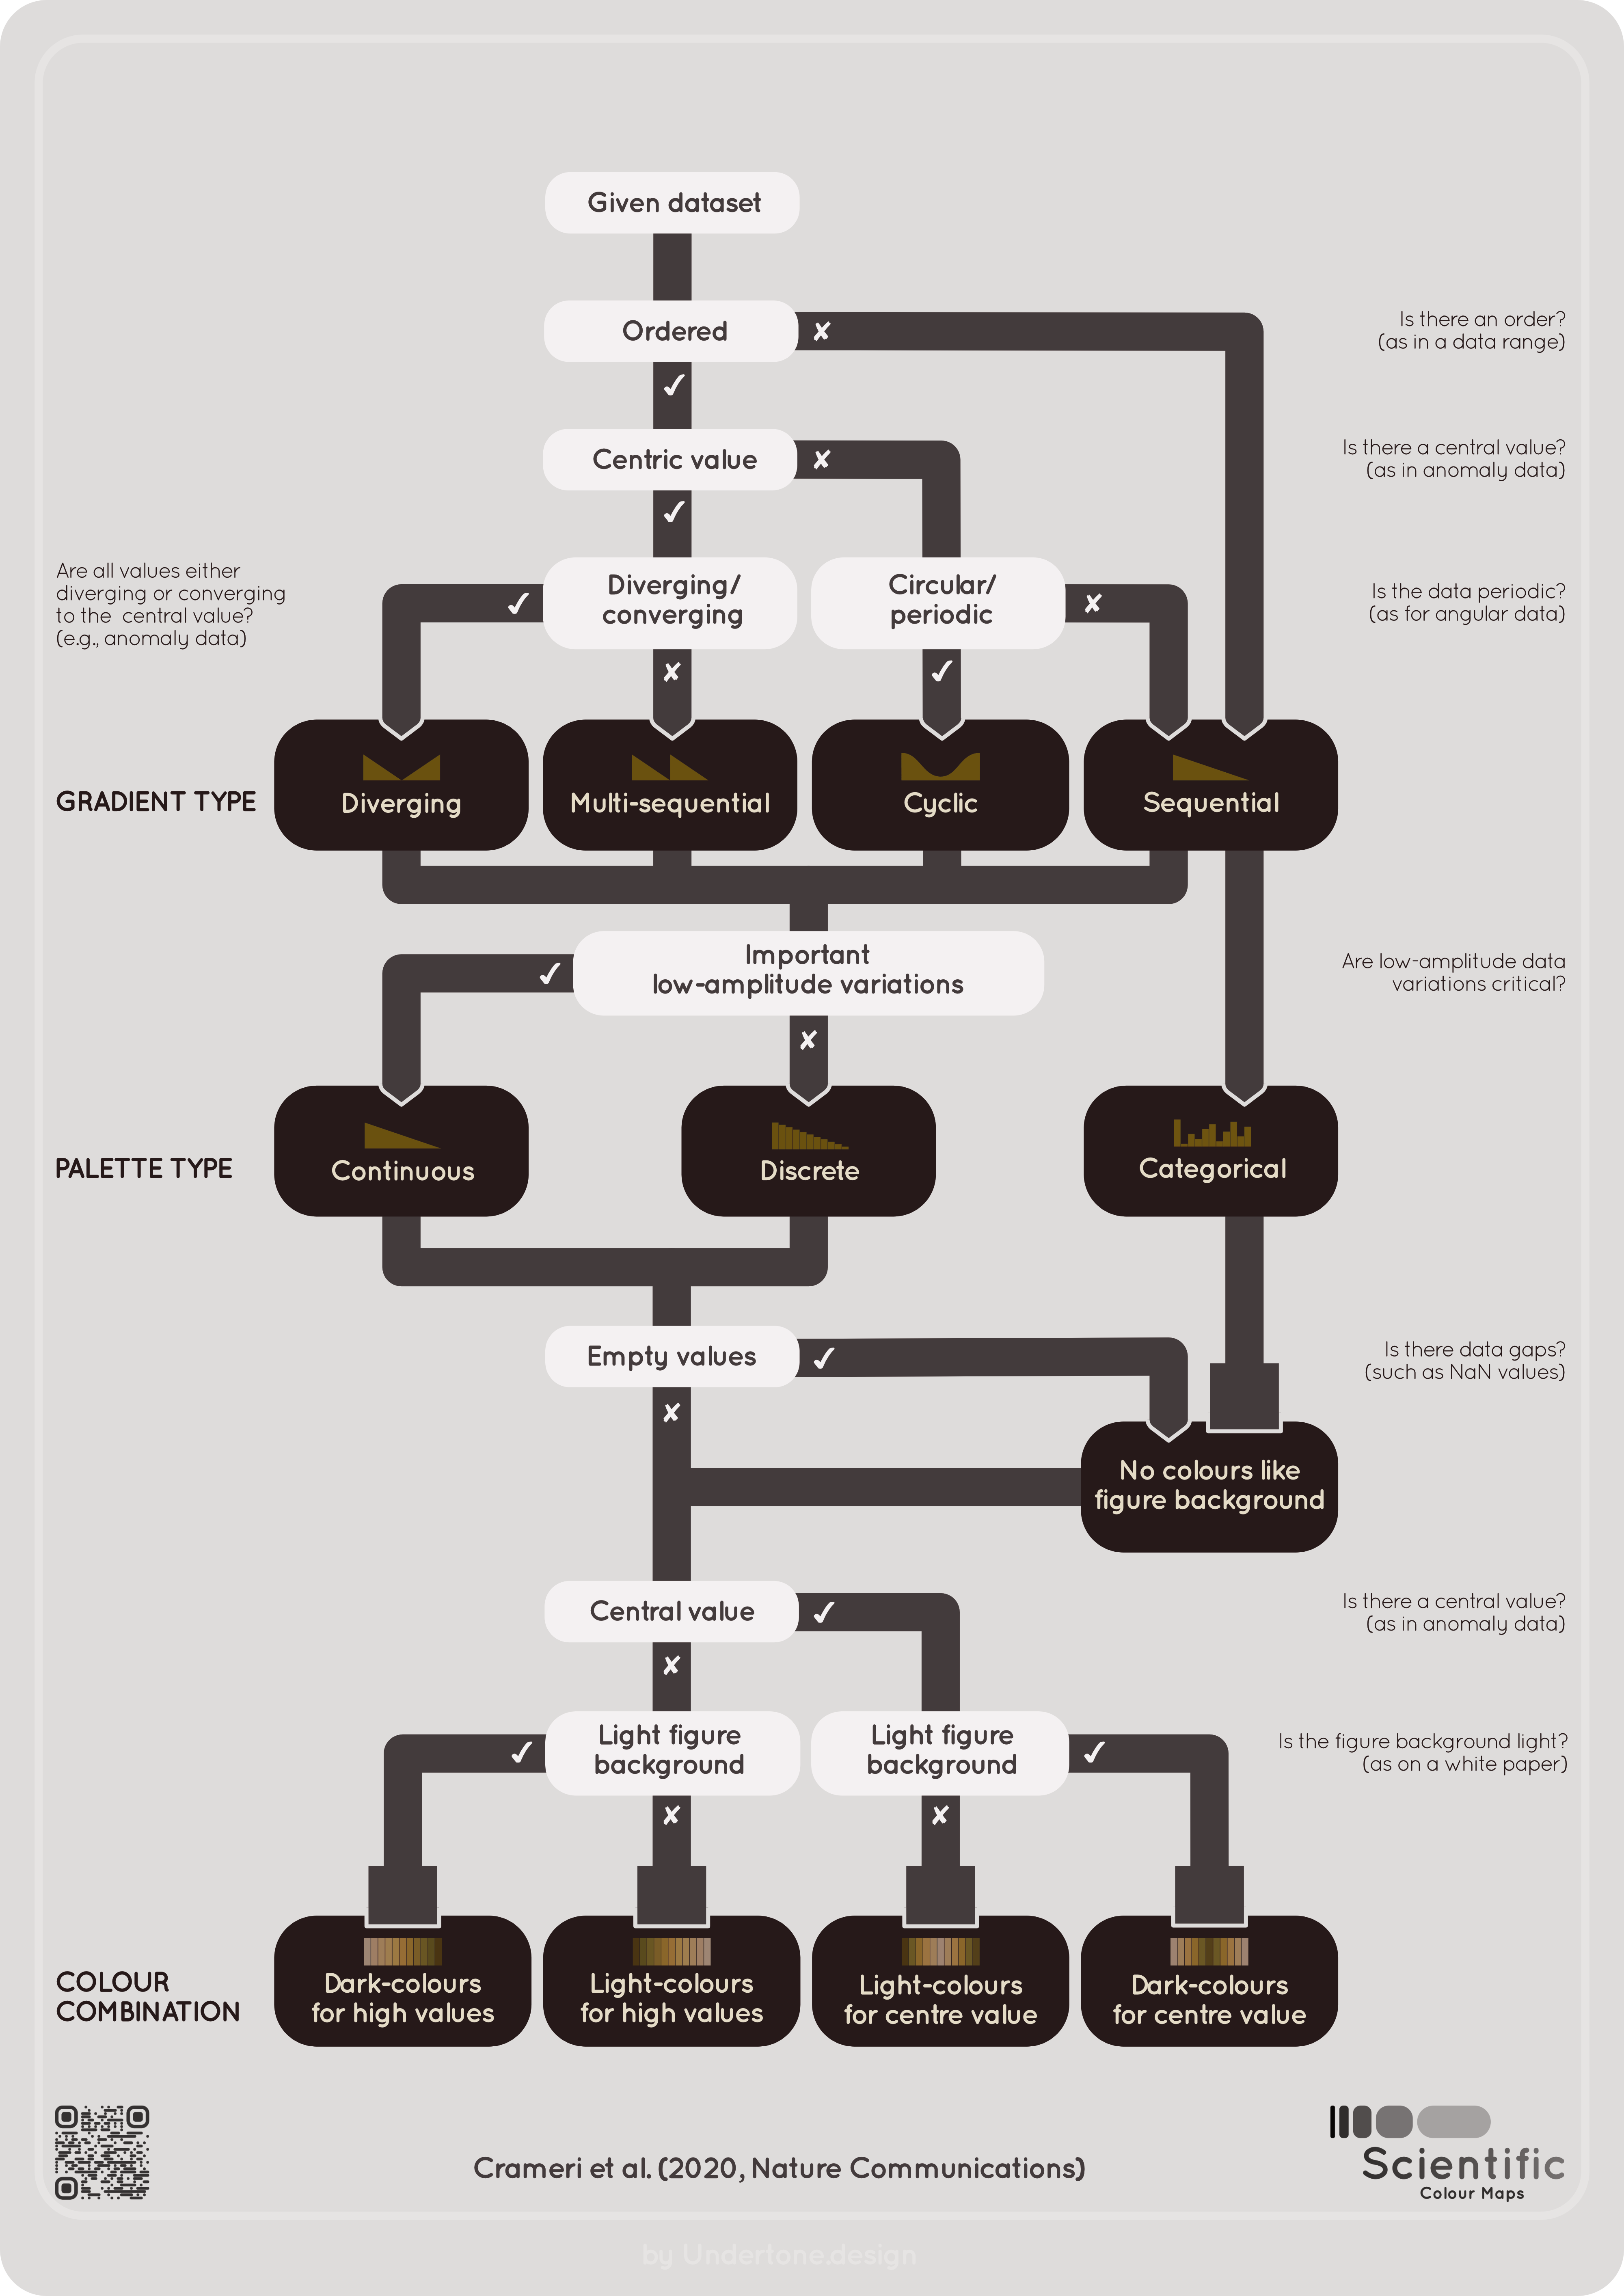 Given dataset
Ordered
✘
Is there an order?
(as in a data range)
✓
Centric value
✘
Is there a central value?
(as in anomaly data)
✓
Are all values either
diverging or converging
to the central value?
(e.g., anomaly data)
✓
Diverging/
converging
Circular/
periodic
✘
Is the data periodic?
(as for angular data)
✘
✓
GRADIENT TYPE
Diverging
Multi-sequential
Cyclic
Sequential
✓
Important
low-amplitude variations
Are low-amplitude data
variations critical?
✘
PALETTE TYPE
Continuous
Discrete
Categorical
Empty values
✓
Is there data gaps?
(such as NaN values)
✘
No colours like
figure background
Central value
✓
Is there a central value?
(as in anomaly data)
✘
✓
Light figure
background
Light figure
background
✓
Is the figure background light?
(as on a white paper)
✘
✘
COLOUR
COMBINATION
Dark-colours
for high values
Light-colours
for high values
Light-colours
for centre value
Dark-colours
for centre value
Crameri et al. (2020, Nature Communications)
Scientific
Colour Maps
by Undertone.design